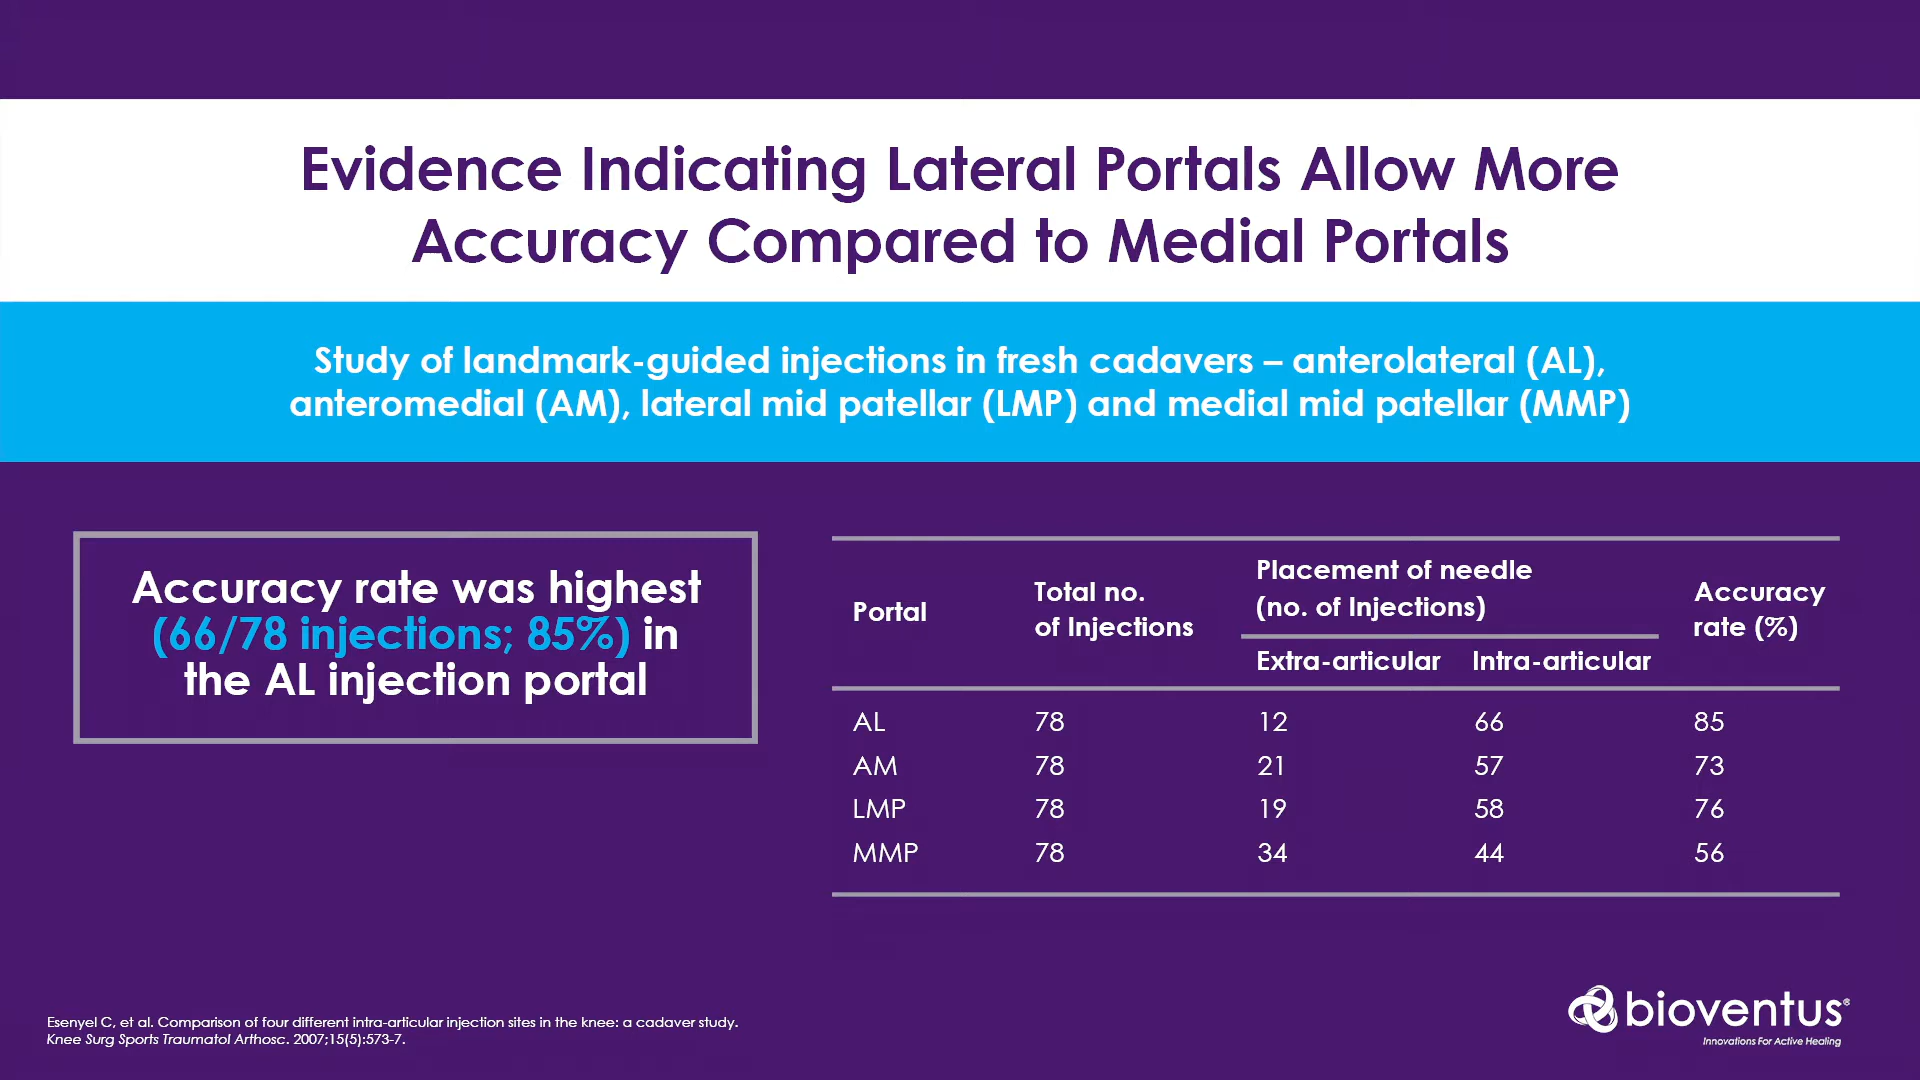 Evidence Indicating Lateral Portals Allow More
Accuracy Compared to Medial Portals
Study of landmark-guided injections in fresh cadavers – anterolateral (AL),
anteromedial (AM), lateral mid patellar (LMP) and medial mid patellar (MMP)
Accuracy rate was highest
(66/78 injections; 85%) in
the AL injection portal
Portal
Total no.
of Injections
Placement of needle
(no. of Injections)
Extra-articular Intra-articular
Accuracy
rate (%)
AL 78 12 66 85
AM 78 21 57 73
LMP 78 19 58 76
MMP 78 34 44 56
Esenyel C, et al. Comparison of four different intra-articular injection sites in the knee: a cadaver study.
Knee Surg Sports Traumatol Arthosc. 2007;15(5):573-7.
bioventus®
Innovations For Active Healing